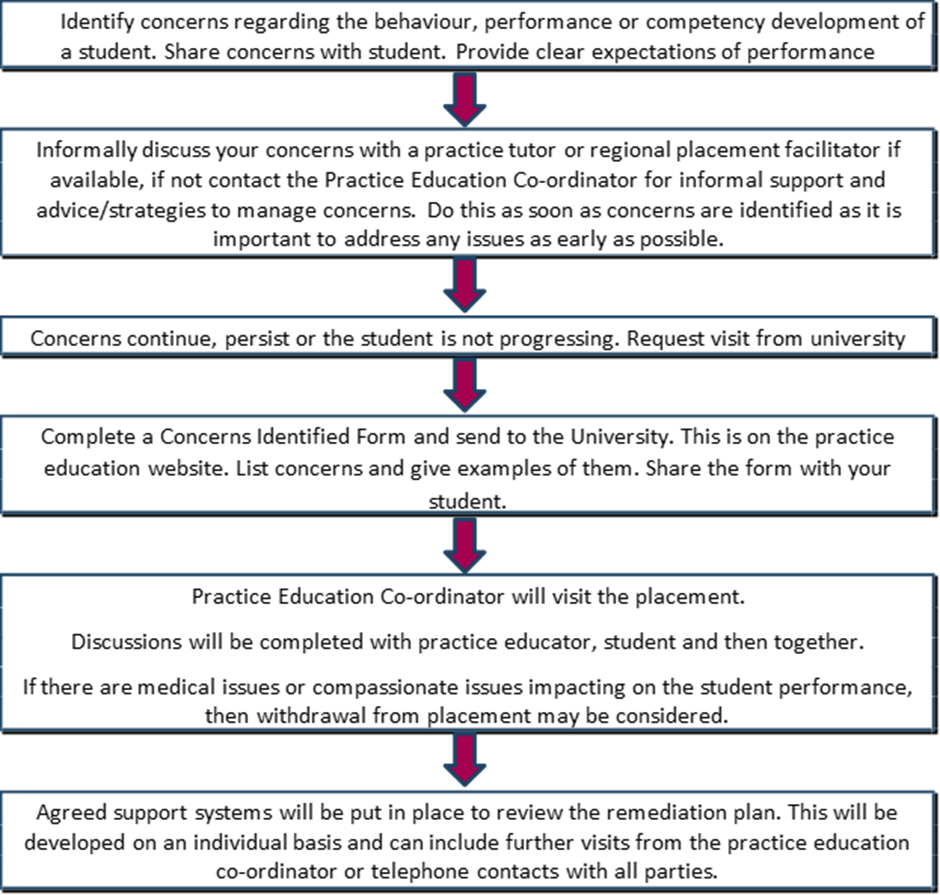 Identify concerns regarding the behaviour, performance or competency development of
a student. Share concerns with student. Provide clear expectations of performance
Informally discuss your concerns with a practice tutor or regional placement facilitator if
available, if not contact the Practice Education Co-ordinator for informal support and
advice/strategies to manage concerns. Do this as soon as concerns are identified as it is
important to address any issues as early as possible.
Concerns continue, persist or the student is not progressing. Request visit from university
Complete a Concerns Identified Form and send to the University. This is on the practice
education website. List concerns and give examples of them. Share the form with your
student.
Practice Education Co-ordinator will visit the placement.
Discussions will be completed with practice educator, student and then together.
If there are medical issues or compassionate issues impacting on the student performance,
then withdrawal from placement may be considered.
Agreed support systems will be put in place to review the remediation plan. This will be
developed on an individual basis and can include further visits from the practice education
co-ordinator or telephone contacts with all parties.